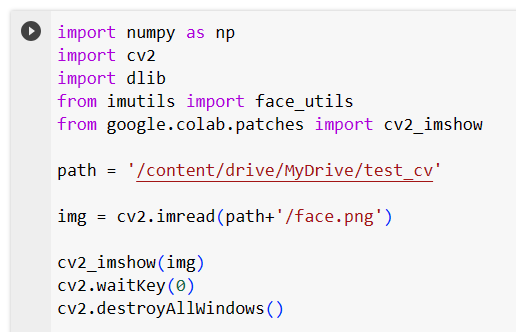 import numpy as np
import cv2
import dlib
from imutils import face_utils
from google.colab.patches import cv2_imshow
path = '/content/drive/MyDrive/test_cv'
img = cv2.imread(path+'/face.png')
cv2_imshow(img)
cv2.waitKey(0)
cv2.destroyAllWindows()